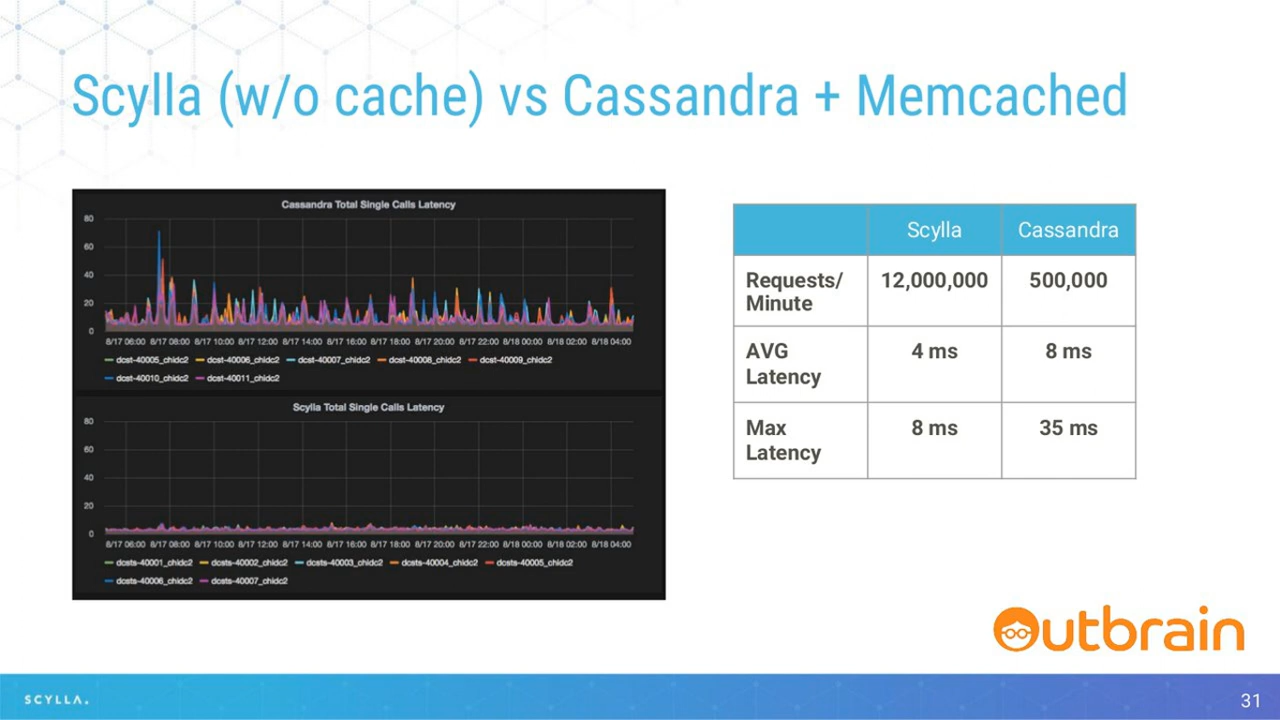 Scylla (w/o cache) vs Cassandra + Memcached
Cassandra Total Single Calls Latency
80
60
40
20
0
8/17 06:00 8/17 08:00 8/17 10:00 8/17 12:00 8/17 14:00 8/17 16:00 8/17 18:00 8/17 20:00 8/17 22:00 8/18 00:00 8/18 02:00 8/18 04:00
dcst-40005_chidc2 dcst-40006_chidc2 dcst-40007_chidc2 dcst-40008_chidc2 dcst-40009_chidc2
dcst-40010_chidc2 dcst-40011_chidc2
Scylla Total Single Calls Latency
80
60
40
20
0
8/17 06:00 8/17 08:00 8/17 10:00 8/17 12:00 8/17 14:00 8/17 16:00 8/17 18:00 8/17 20:00 8/17 22:00 8/18 00:00 8/18 02:00 8/18 04:00
dcsts-40001_chidc2 dcsts-40002_chidc2 dcsts-40003_chidc2 dcsts-40004_chidc2 dcsts-40005_chidc2
dcsts-40006_chidc2 dcsts-40007_chidc2
Scylla Cassandra
Requests/ 12,000,000 500,000
Minute
AVG 4 ms 8 ms
Latency
Max 8 ms 35 ms
Latency
Outbrain
SCYLLA.
31